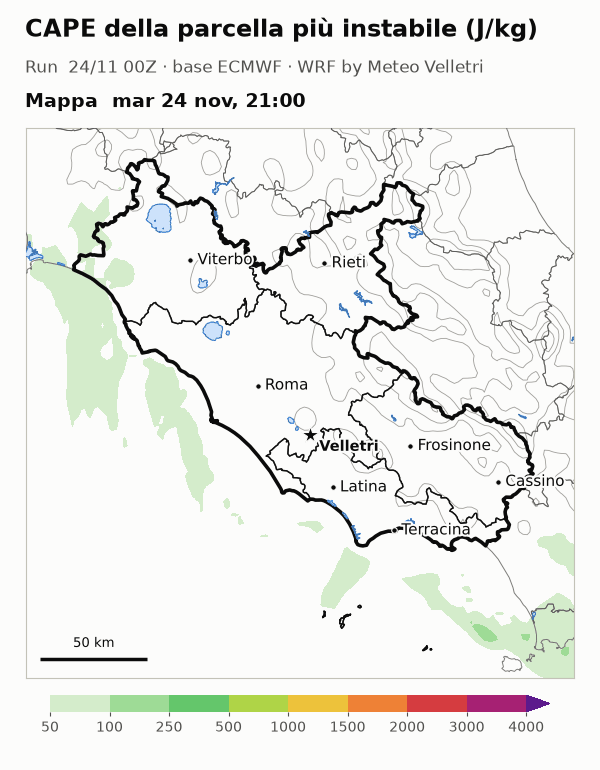 CAPE della parcella più instabile (J/kg)
Run  24/11 00Z · base ECMWF · WRF by Meteo Velletri
Mappa  mar 24 nov, 21:00
Viterbo
Rieti
Roma
Velletri
Frosinone
Cassino
Latina
Terracina
50 km
50 100 250 500 1000 1500 2000 3000 4000